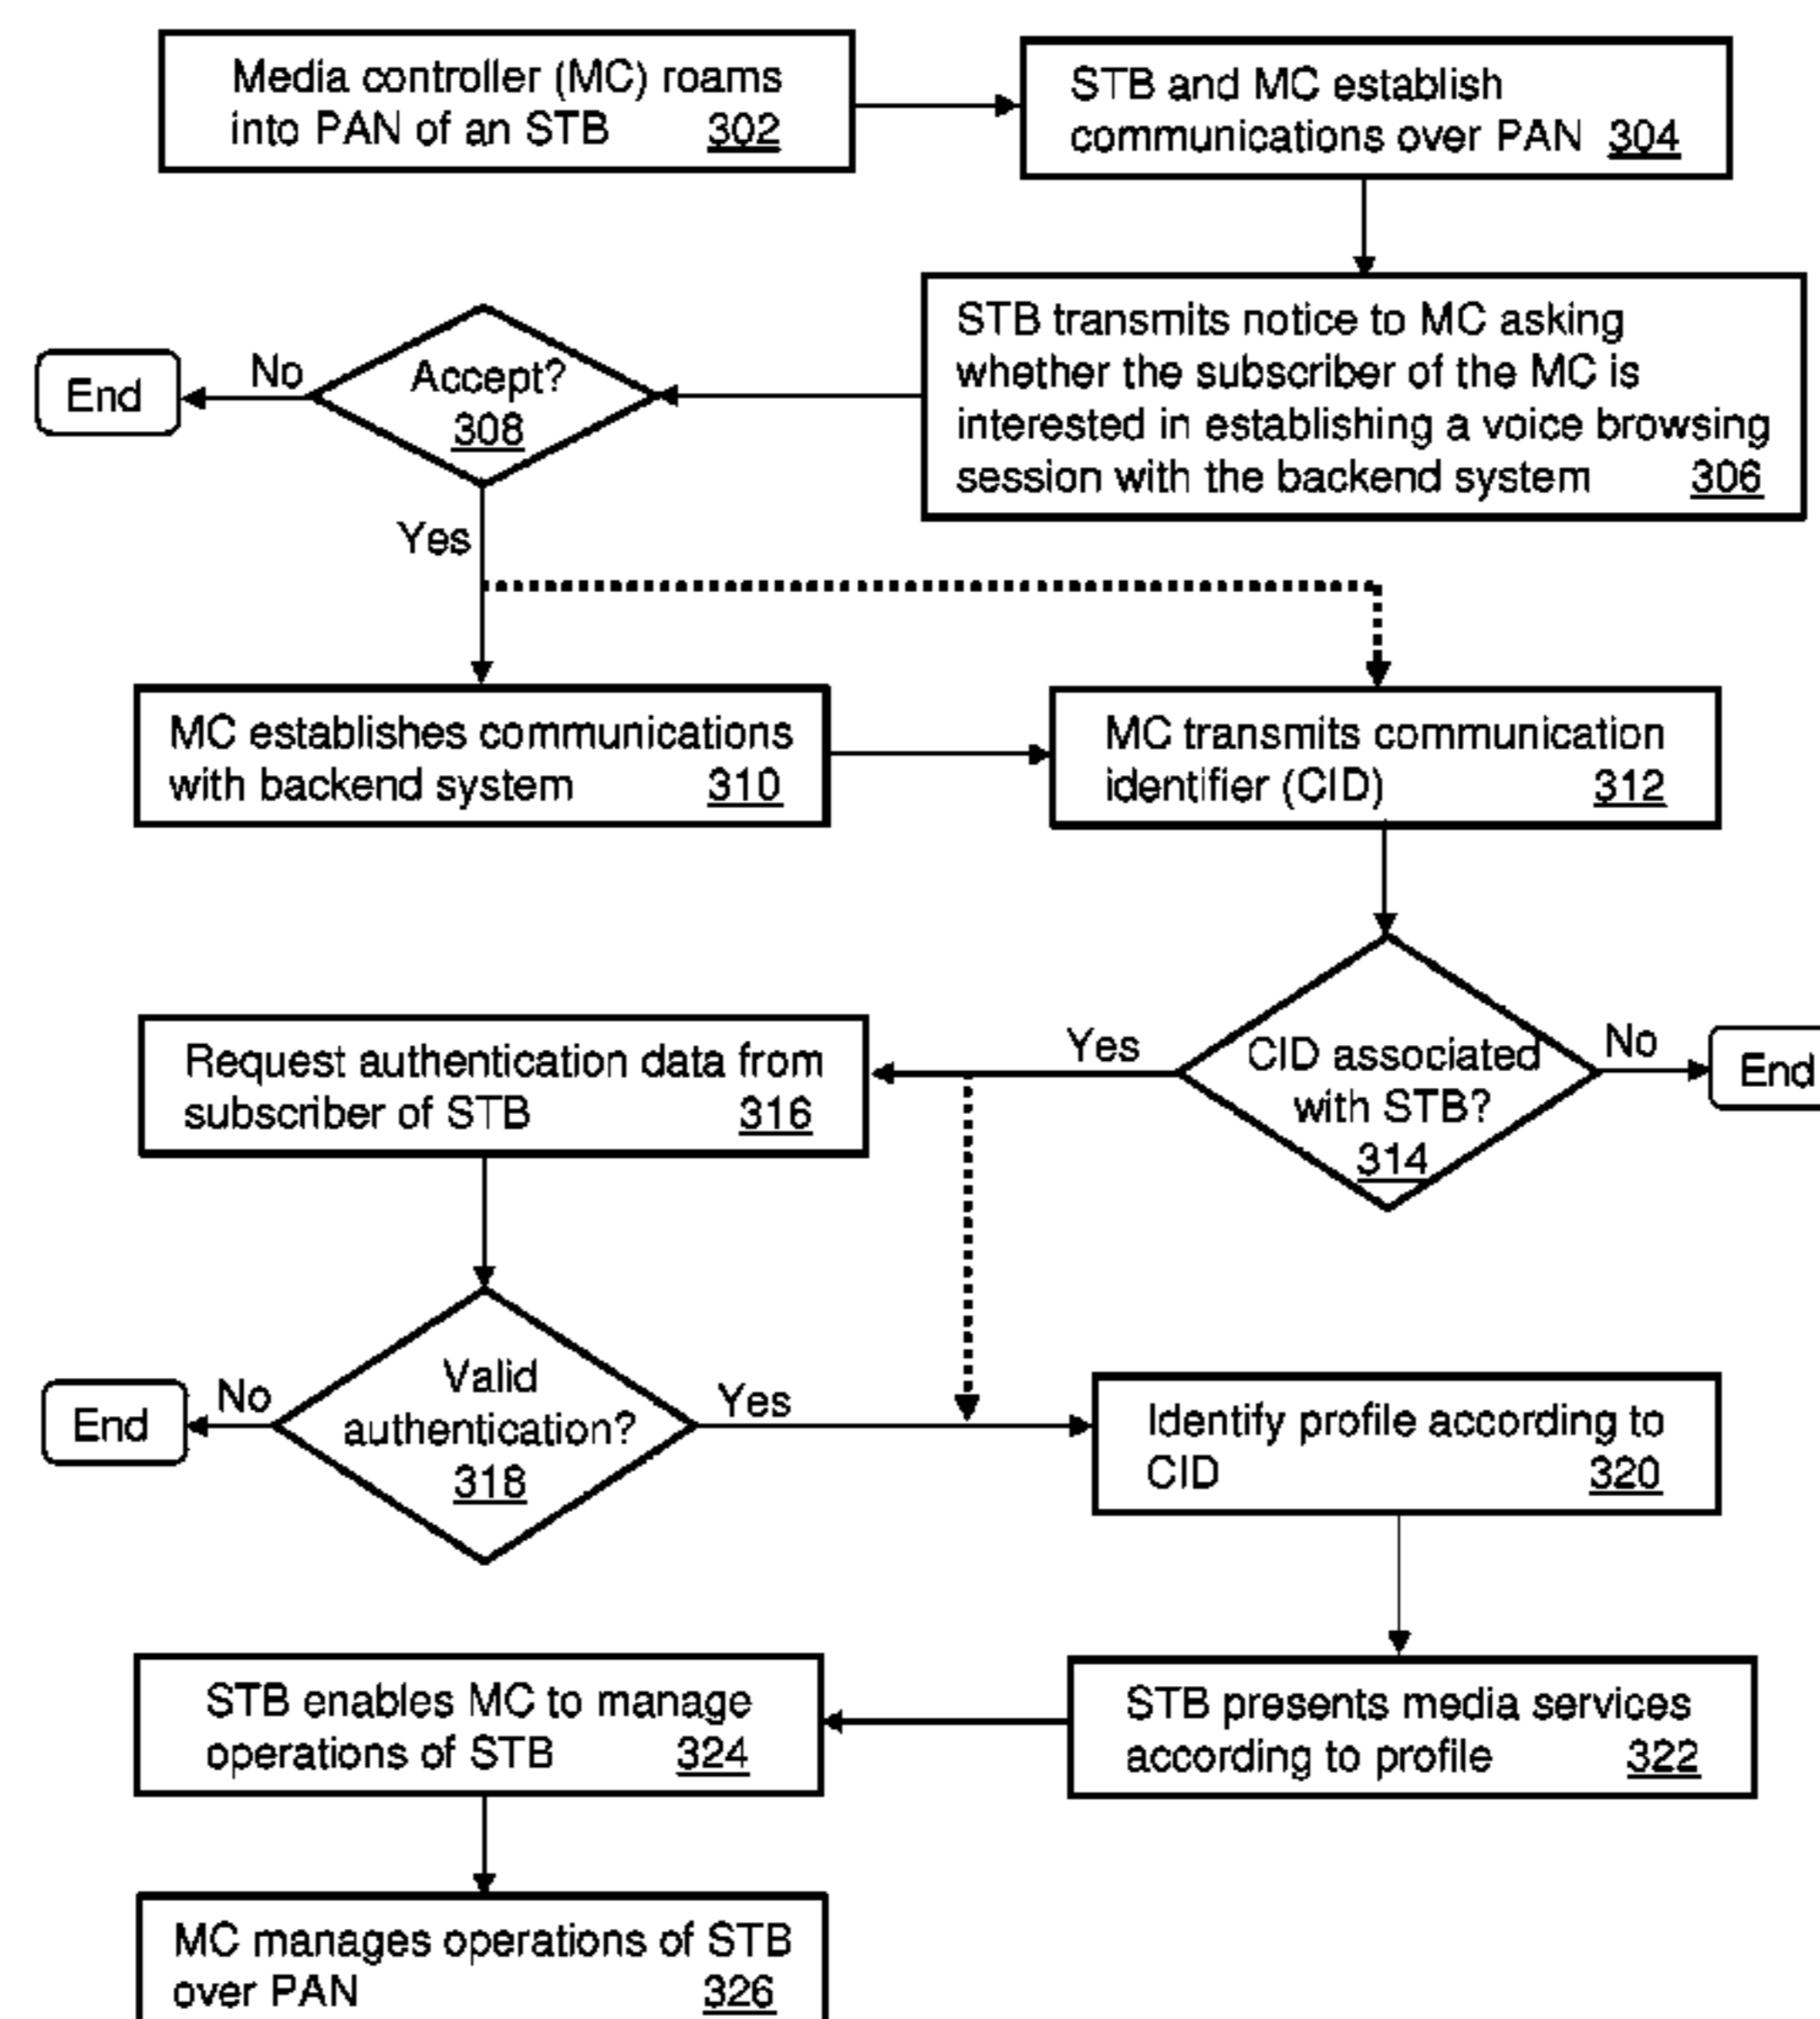 Media controller (MC) roams
into PAN of an STB 302
STB and MC establish
communications over PAN 304
STB transmits notice to MC asking
whether the subscriber of the MC is
interested in establishing a voice browsing
session with the backend system 306
Accept?
308
No
End
Yes
MC establishes communications
with backend system 310
MC transmits communication
identifier (CID) 312
CID associated
with STB?
314
No
End
Yes
Request authentication data from
subscriber of STB 316
Valid
authentication?
318
No
End
Yes
Identify profile according to
CID 320
STB presents media services
according to profile 322
STB enables MC to manage
operations of STB 324
MC manages operations of STB
over PAN 326